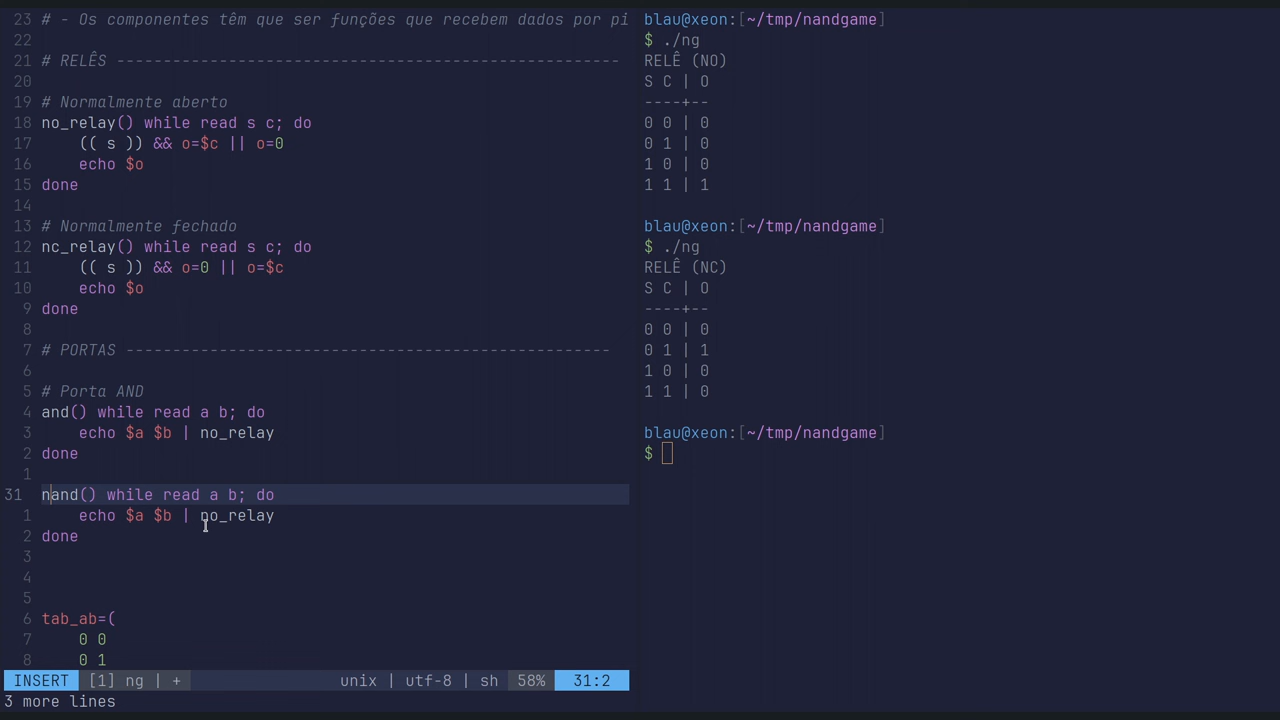 23 # - Os componentes têm que ser funções que recebem dados por pi
22
21 # RELÊS ------------------------------------------------------
20
19 # Normalmente aberto
18 no_relay() while read s c; do
17     (( s )) && o=$c || o=0
16     echo $o
15 done
14
13 # Normalmente fechado
12 nc_relay() while read s c; do
11     (( s )) && o=0 || o=$c
10     echo $o
9 done
8
7 # PORTAS ----------------------------------------------------
6
5 # Porta AND
4 and() while read a b; do
3     echo $a $b | no_relay
2 done
1
31 nand() while read a b; do
1     echo $a $b | no_relay
2 done
3
4
5
6 tab_ab=(
7     0 0
8     0 1
INSERT [1] ng | + unix | utf-8 | sh 58% 31:2
3 more lines
blau@xeon:[~/tmp/nandgame]
$ ./ng
RELÊ (NO)
S C | O
----+--
0 0 | 0
0 1 | 0
1 0 | 0
1 1 | 1
blau@xeon:[~/tmp/nandgame]
$ ./ng
RELÊ (NC)
S C | O
----+--
0 0 | 0
0 1 | 1
1 0 | 0
1 1 | 0
blau@xeon:[~/tmp/nandgame]
$